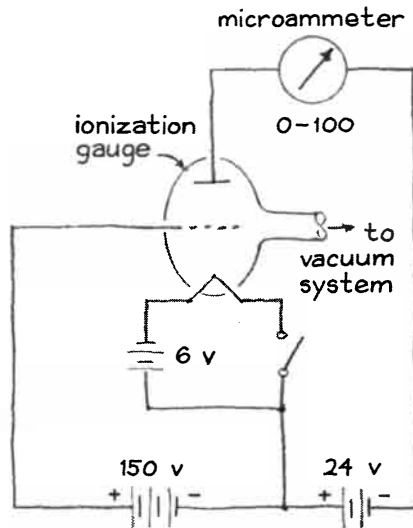 microammeter
0-100
ionization
gauge
to
vacuum
system
6 v
150 v
24 v
+
-
+
-